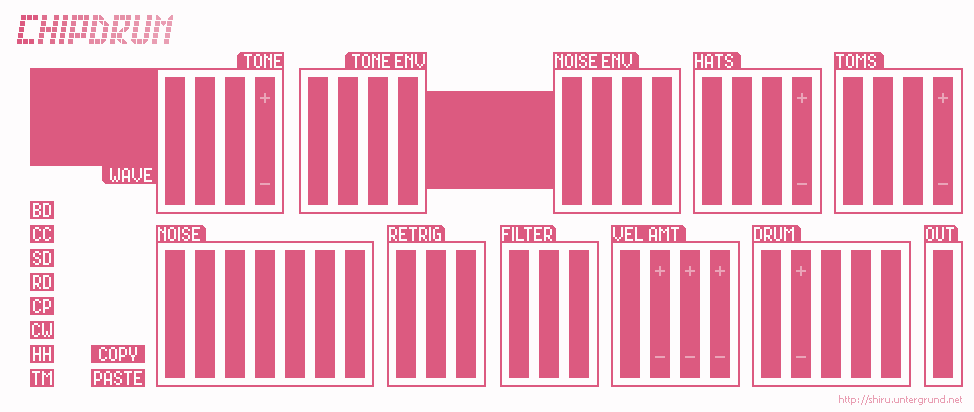 CHIPDRUM
TONE
TONE ENV
NOISE ENV
HATS
TOMS
+ + +
WAVE
- - -
BD
CC
SD
RD
CP
CW
HH
TM
COPY
PASTE
NOISE
RETRIG
FILTER
VEL AMT
DRUM
OUT
+ + + +
- - - -
http://shiru.untergrund.net